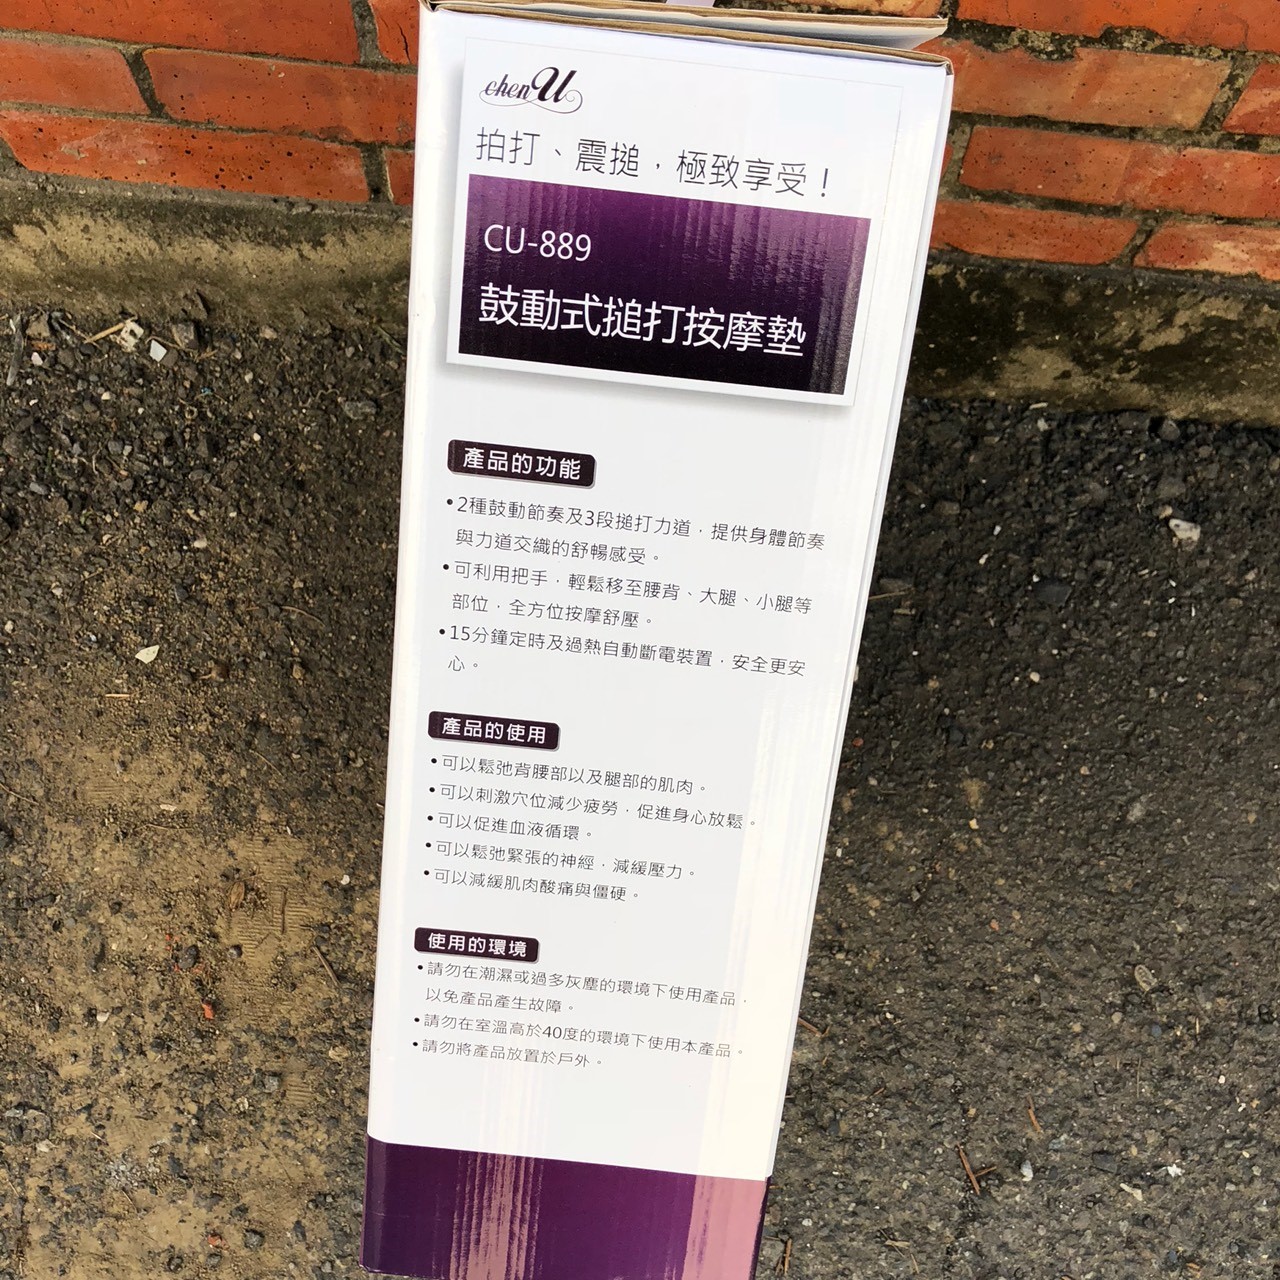 chenU
拍打、震搥，極致享受！
CU-889
鼓動式搥打按摩墊
產品的功能
•2種鼓動節奏及3段搥打力道，提供身體節奏
與力道交織的舒暢感受。
•可利用把手，輕鬆移至腰背、大腿、小腿等
部位，全方位按摩舒壓。
•15分鐘定時及過熱自動斷電裝置，安全更安
心。
產品的使用
•可以鬆弛背腰部以及腿部的肌肉。
•可以刺激穴位減少疲勞，促進身心放鬆。
•可以促進血液循環。
•可以鬆弛緊張的神經，減緩壓力。
•可以減緩肌肉酸痛與僵硬。
使用的環境
•請勿在潮濕或過多灰塵的環境下使用產品，
以免產品產生故障。
•請勿在室溫高於40度的環境下使用本產品。
•請勿將產品放置於戶外。